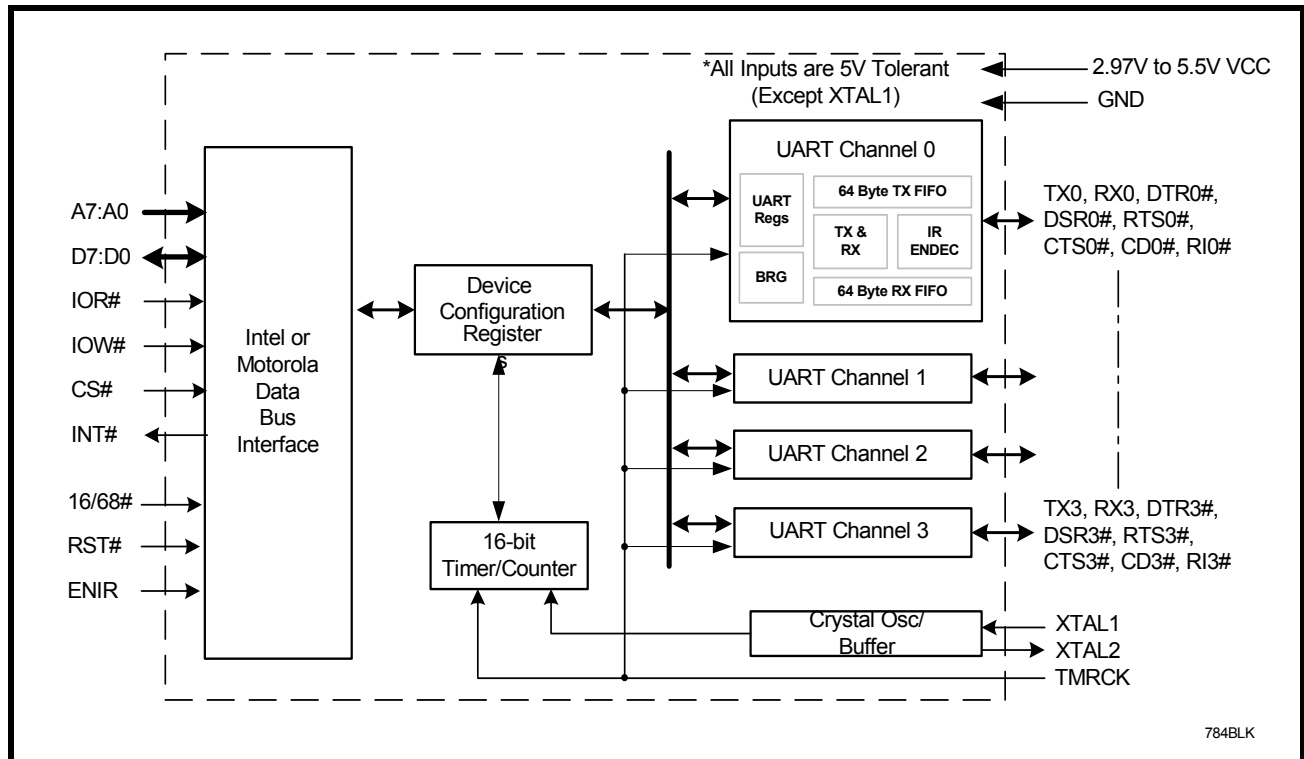 *All Inputs are 5V Tolerant
(Except XTAL1)
2.97V to 5.5V VCC
GND
A7:A0
D7:D0
IOR#
IOW#
CS#
INT#
16/68#
RST#
ENIR
Intel or
Motorola
Data
Bus
Interface
Device
Configuration
Register
s
16-bit
Timer/Counter
UART Channel 0
UART
Regs
BRG
64 Byte TX FIFO
TX &
RX
IR
ENDEC
64 Byte RX FIFO
UART Channel 1
UART Channel 2
UART Channel 3
Crystal Osc/
Buffer
TX0, RX0, DTR0#,
DSR0#, RTS0#,
CTS0#, CD0#, RI0#
TX3, RX3, DTR3#,
DSR3#, RTS3#,
CTS3#, CD3#, RI3#
XTAL1
XTAL2
TMRCK
784BLK